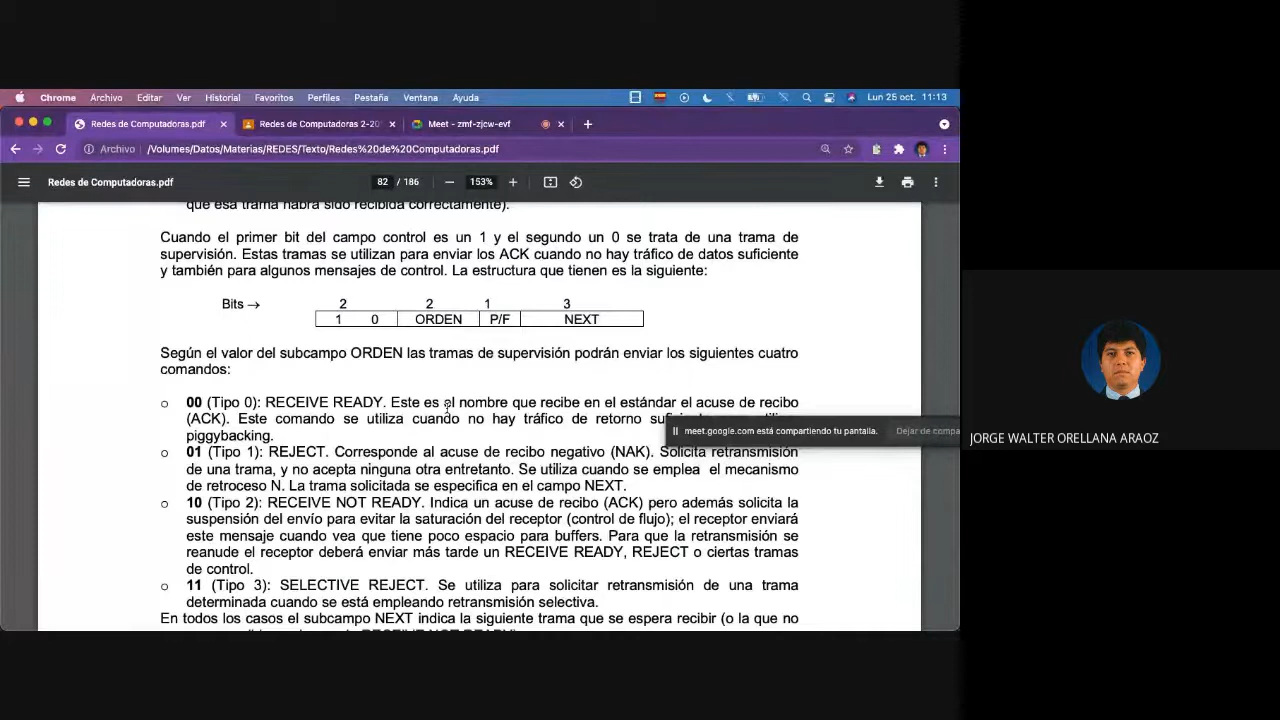 Chrome Archivo Editar Ver Historial Favoritos Perfiles Pestaña Ventana Ayuda Lun 25 oct. 11:13
Redes de Computadoras.pdf Redes de Computadoras 2-20 Meet - zmf-zjcw-evf
Archivo /Volumes/Datos/Materias/REDES/Texto/Redes%20de%20Computadoras.pdf
Redes de Computadoras.pdf 82 / 186 153%
que esa trama habrá sido recibida correctamente).
Cuando el primer bit del campo control es un 1 y el segundo un 0 se trata de una trama de
supervisión. Estas tramas se utilizan para enviar los ACK cuando no hay tráfico de datos suficiente
y también para algunos mensajes de control. La estructura que tienen es la siguiente:
Bits → 2 2 1 3
1 0 ORDEN P/F NEXT
Según el valor del subcampo ORDEN las tramas de supervisión podrán enviar los siguientes cuatro
comandos:
o 00 (Tipo 0): RECEIVE READY. Este es el nombre que recibe en el estándar el acuse de recibo
(ACK). Este comando se utiliza cuando no hay tráfico de retorno
piggybacking.
meet.google.com está compartiendo tu pantalla. Dejar de compa
o 01 (Tipo 1): REJECT. Corresponde al acuse de recibo negativo (NAK). Solicita retransmisión
de una trama, y no acepta ninguna otra entretanto. Se utiliza cuando se emplea el mecanismo
de retroceso N. La trama solicitada se especifica en el campo NEXT.
o 10 (Tipo 2): RECEIVE NOT READY. Indica un acuse de recibo (ACK) pero además solicita la
suspensión del envío para evitar la saturación del receptor (control de flujo); el receptor enviará
este mensaje cuando vea que tiene poco espacio para buffers. Para que la retransmisión se
reanude el receptor deberá enviar más tarde un RECEIVE READY, REJECT o ciertas tramas
de control.
o 11 (Tipo 3): SELECTIVE REJECT. Se utiliza para solicitar retransmisión de una trama
determinada cuando se está empleando retransmisión selectiva.
En todos los casos el subcampo NEXT indica la siguiente trama que se espera recibir (o la que no
JORGE WALTER ORELLANA ARAOZ